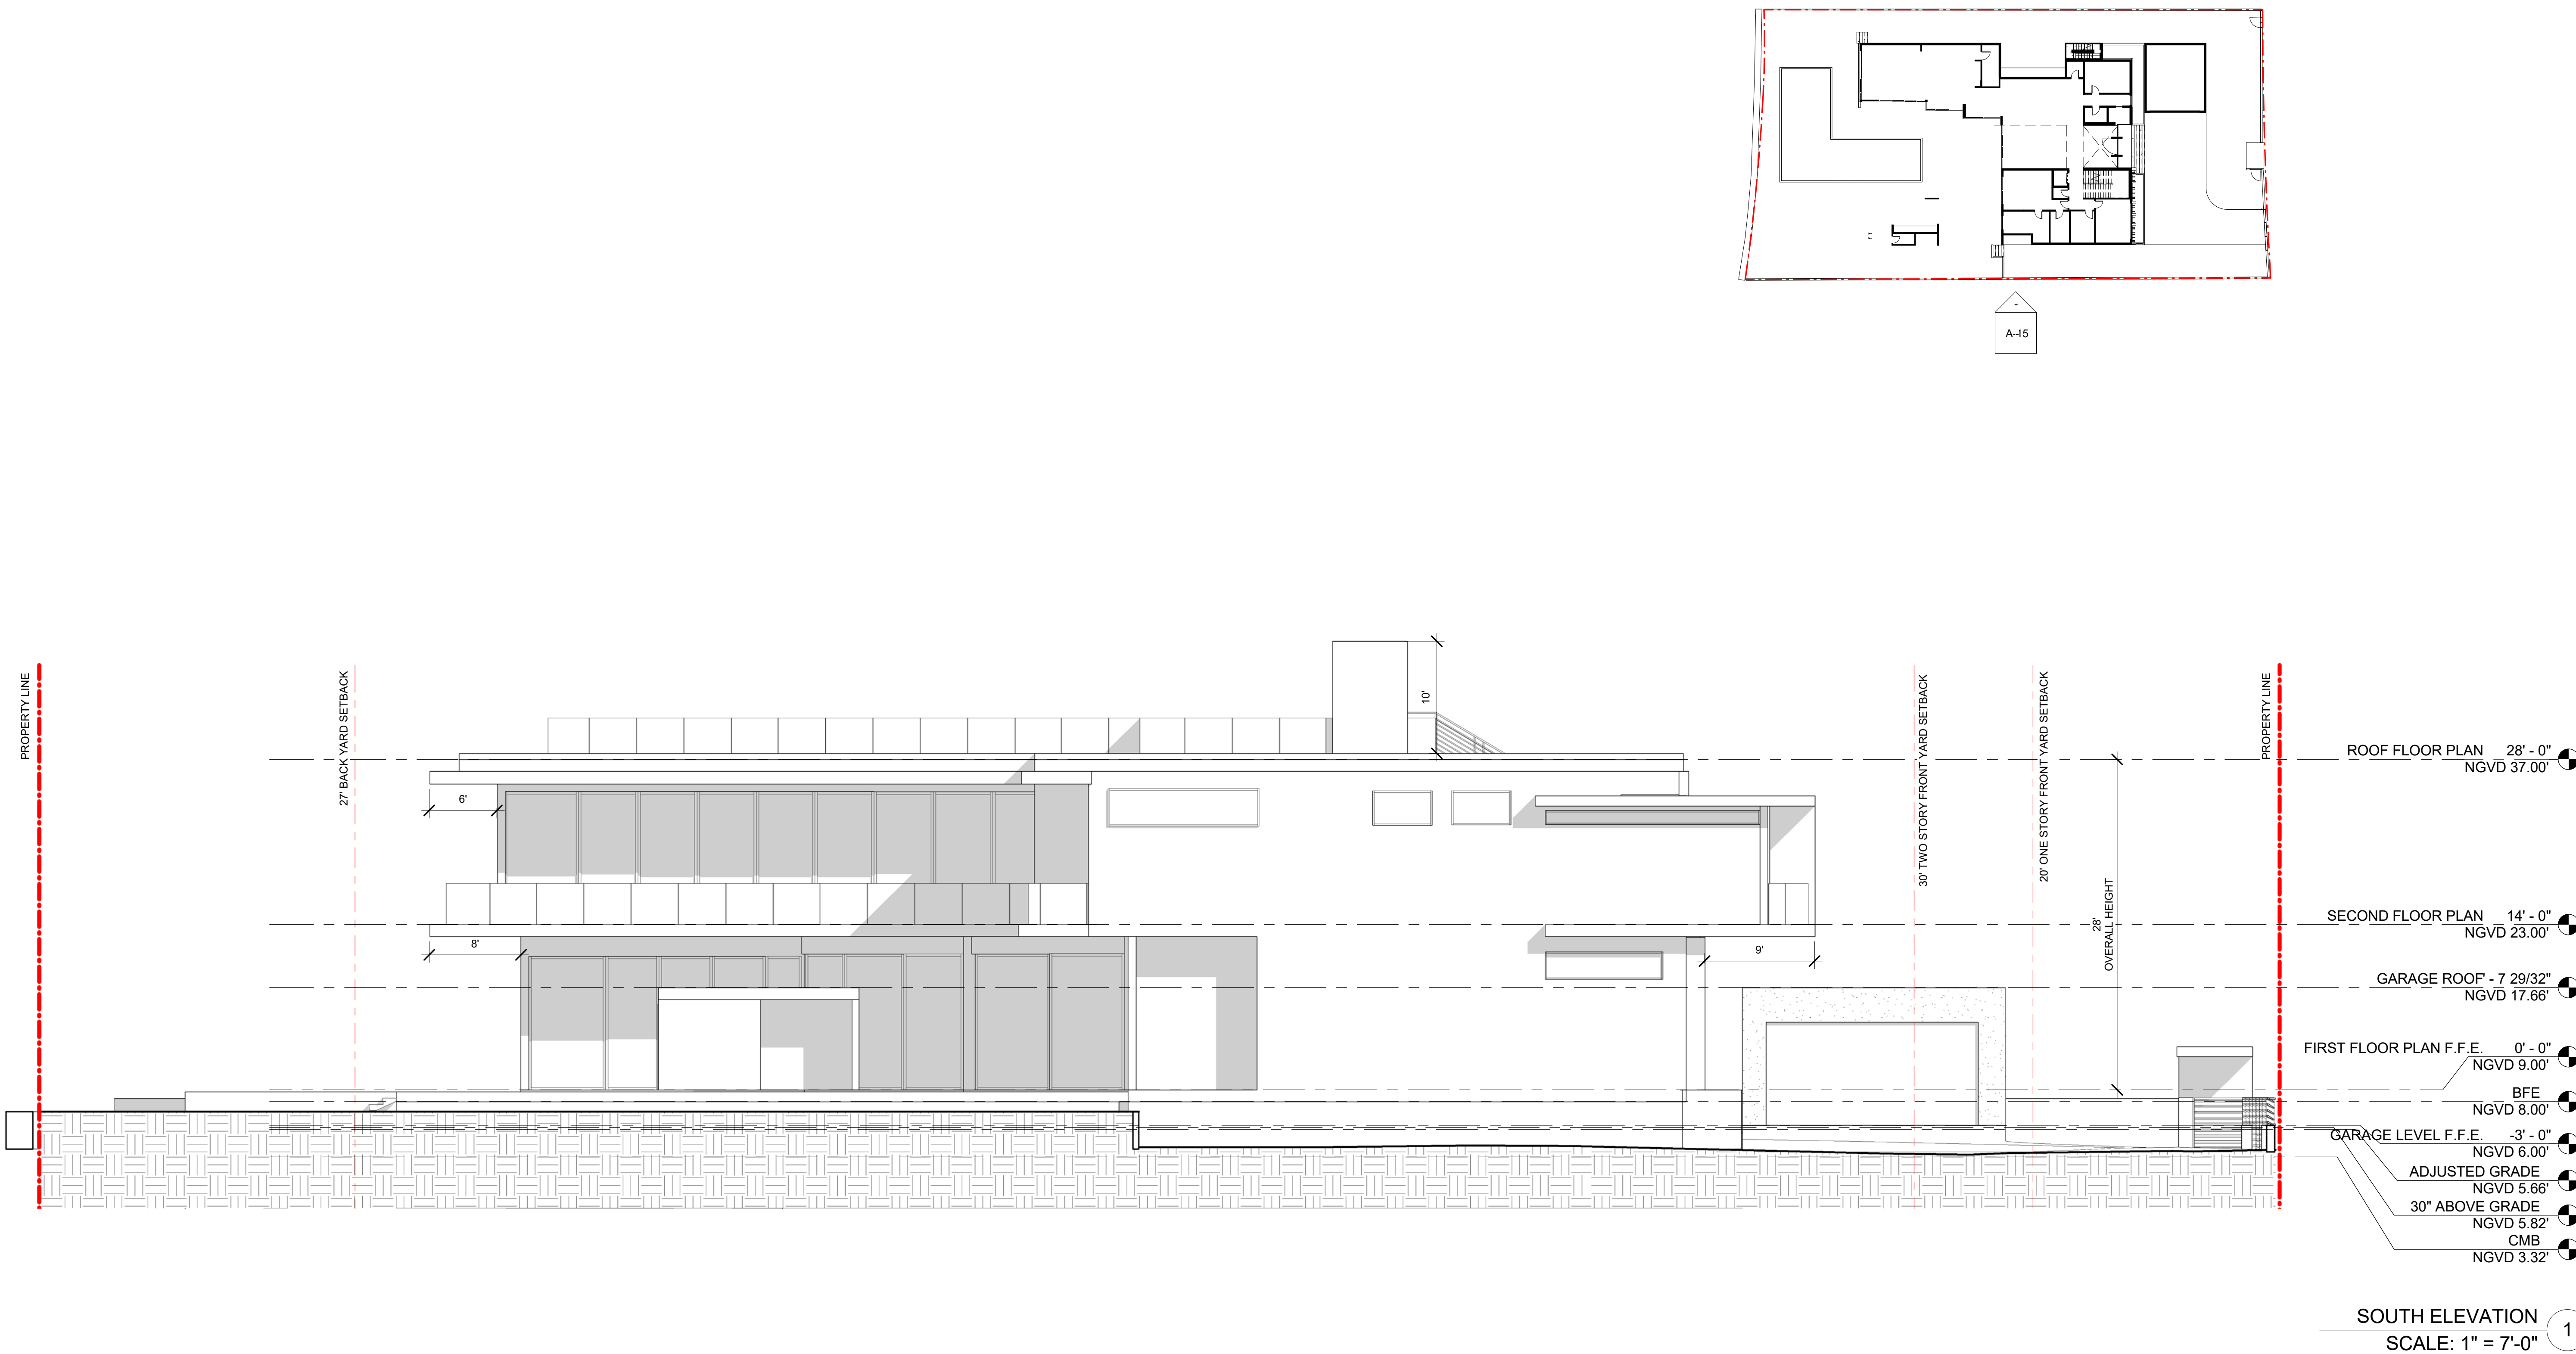 -
A-15
PROPERTY LINE
27' BACK YARD SETBACK
10'
30' TWO STORY FRONT YARD SETBACK
20' ONE STORY FRONT YARD SETBACK
PROPERTY LINE
ROOF FLOOR PLAN 28' - 0"
NGVD 37.00'
6'
SECOND FLOOR PLAN 14' - 0"
NGVD 23.00'
28'
OVERALL HEIGHT
8'
9'
GARAGE ROOF' - 7 29/32"
NGVD 17.66'
FIRST FLOOR PLAN F.F.E. 0' - 0"
NGVD 9.00'
BFE
NGVD 8.00'
GARAGE LEVEL F.F.E. -3' - 0"
NGVD 6.00'
ADJUSTED GRADE
NGVD 5.66'
30" ABOVE GRADE
NGVD 5.82'
CMB
NGVD 3.32'
SOUTH ELEVATION
1
SCALE: 1" = 7'-0"